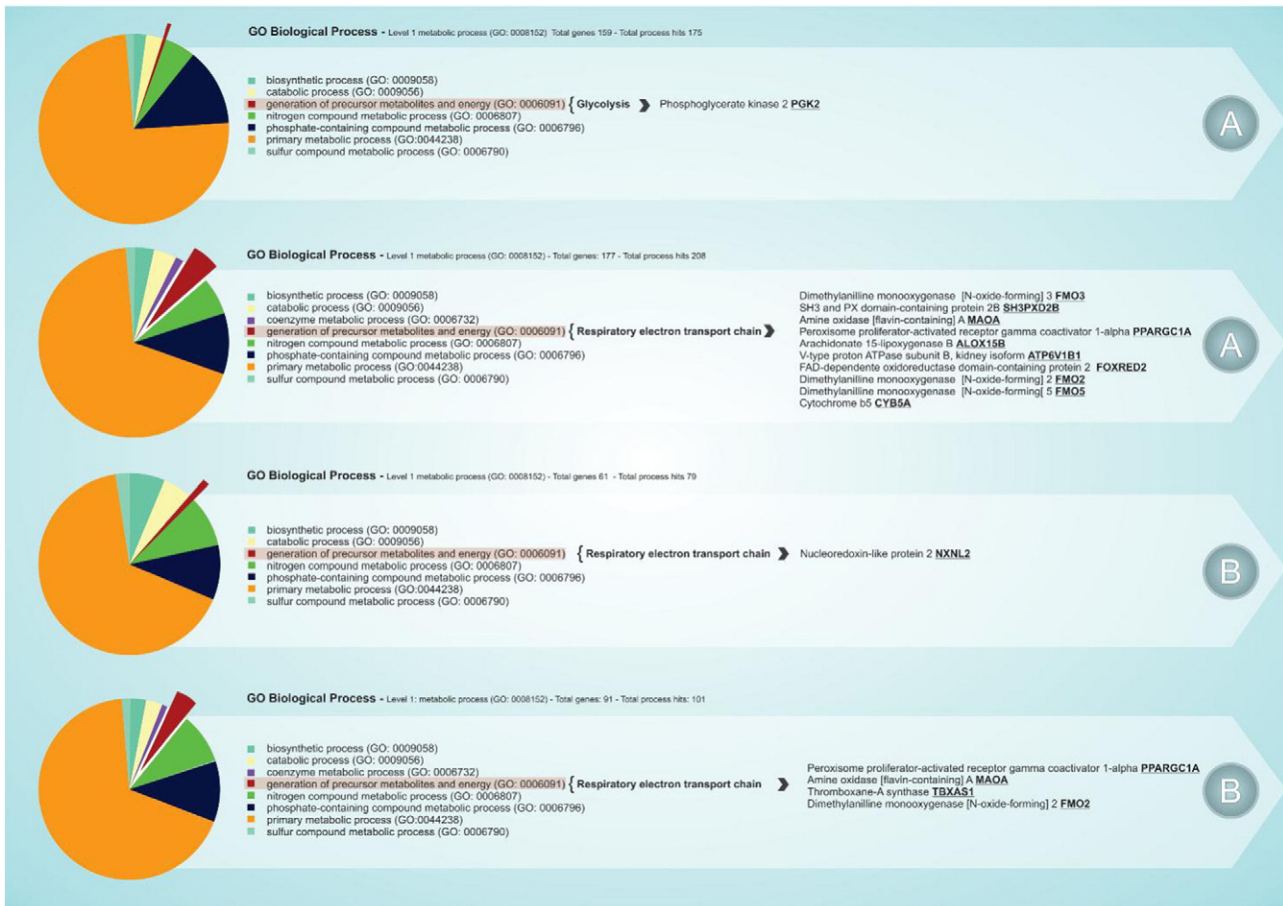 GO Biological Process - Level 1 metabolic process (GO: 0008152) Total genes 159 - Total process hits 175
biosynthetic process (GO: 0009058)
catabolic process (GO: 0009056)
generation of precursor metabolites and energy (GO: 0006091) { Glycolysis Phosphoglycerate kinase 2 PGK2
nitrogen compound metabolic process (GO: 0006807)
phosphate-containing compound metabolic process (GO: 0006796)
primary metabolic process (GO:0044238)
sulfur compound metabolic process (GO: 0006790)
A
GO Biological Process - Level 1 metabolic process (GO: 0008152) - Total genes: 177 - Total process hits 208
biosynthetic process (GO: 0009058)
catabolic process (GO: 0009056)
coenzyme metabolic process (GO: 0006732)
generation of precursor metabolites and energy (GO: 0006091) { Respiratory electron transport chain
nitrogen compound metabolic process (GO: 0006807)
phosphate-containing compound metabolic process (GO: 0006796)
primary metabolic process (GO:0044238)
sulfur compound metabolic process (GO: 0006790)
Dimethylanilline monooxygenase [N-oxide-forming] 3 FMO3
SH3 and PX domain-containing protein 2B SH3PXD2B
Amine oxidase [flavin-containing] A MAOA
Peroxisome proliferator-activated receptor gamma coactivator 1-alpha PPARGC1A
Arachidonate 15-lipoxygenase B ALOX15B
V-type proton ATPase subunit B, kidney isoform ATP6V1B1
FAD-dependente oxidoreductase domain-containing protein 2 FOXRED2
Dimethylanilline monooxygenase [N-oxide-forming[ 2 FMO2
Dimethylanilline monooxygenase [N-oxide-forming[ 5 FMO5
Cytochrome b5 CYB5A
A
GO Biological Process - Level 1 metabolic process (GO: 0008152) - Total genes 61 - Total process hits 79
biosynthetic process (GO: 0009058)
catabolic process (GO: 0009056)
generation of precursor metabolites and energy (GO: 0006091) { Respiratory electron transport chain Nucleoredoxin-like protein 2 NXNL2
nitrogen compound metabolic process (GO: 0006807)
phosphate-containing compound metabolic process (GO: 0006796)
primary metabolic process (GO:0044238)
sulfur compound metabolic process (GO: 0006790)
B
GO Biological Process - Level 1: metabolic process (GO: 0008152) - Total genes: 91 - Total process hits: 101
biosynthetic process (GO: 0009058)
catabolic process (GO: 0009056)
coenzyme metabolic process (GO: 0006732)
generation of precursor metabolites and energy (GO: 0006091) { Respiratory electron transport chain
nitrogen compound metabolic process (GO: 0006807)
phosphate-containing compound metabolic process (GO: 0006796)
primary metabolic process (GO:0044238)
sulfur compound metabolic process (GO: 0006790)
Peroxisome proliferator-activated receptor gamma coactivator 1-alpha PPARGC1A
Amine oxidase [flavin-containing] A MAOA
Thromboxane-A synthase TBXAS1
Dimethylanilline monooxygenase [N-oxide-forming] 2 FMO2
B